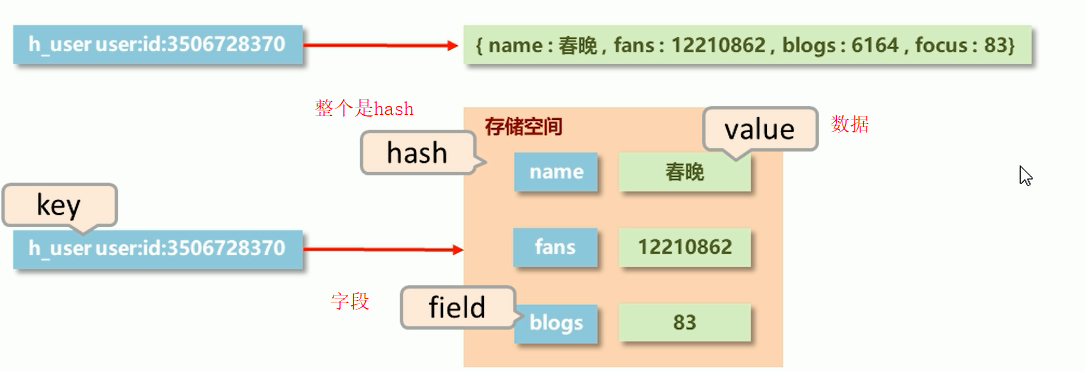 h_user user:id:3506728370
{ name : 春晚 , fans : 12210862 , blogs : 6164 , focus : 83}
整个是hash
存储空间
value
数据
hash
name
春晚
key
h_user user:id:3506728370
fans
12210862
字段
field
blogs
83